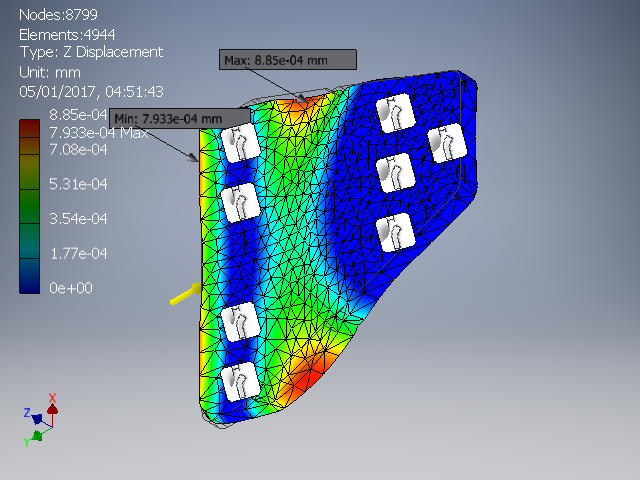 Nodes:8799
Elements:4944
Type: Z Displacement
Unit: mm
05/01/2017, 04:51:43
8.85e-04
7.933e-04 Max
7.08e-04
5.31e-04
3.54e-04
1.77e-04
0e+00
Max: 8.85e-04 mm
Min: 7.933e-04 mm
X
Z
Y